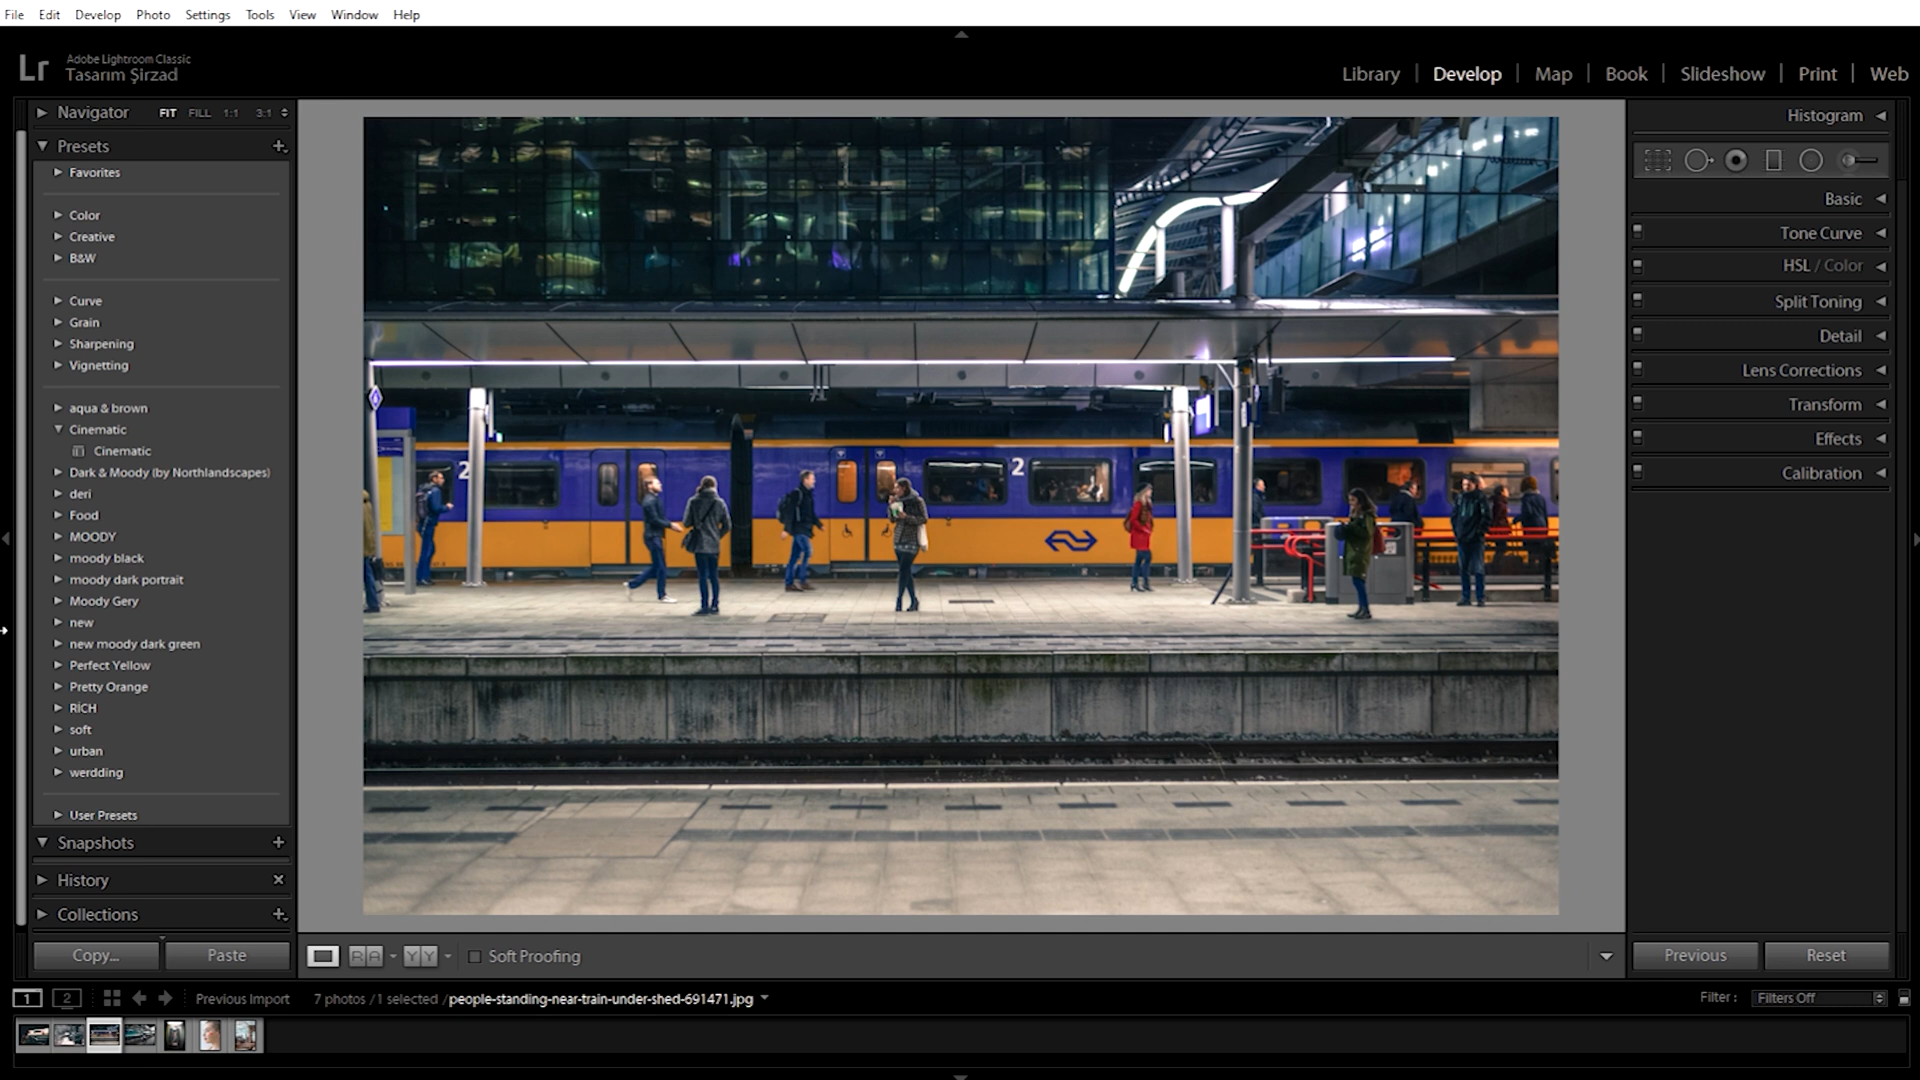 File Edit Develop Photo Settings Tools View Window Help
Lr Adobe Lightroom Classic
Tasarım Şirzad
Library | Develop | Map | Book | Slideshow | Print | Web
Navigator FIT FILL 1:1 3:1
Presets
Favorites
Color
Creative
B&W
Curve
Grain
Sharpening
Vignetting
aqua & brown
Cinematic
Cinematic
Dark & Moody (by Northlandscapes)
deri
Food
MOODY
moody black
moody dark portrait
Moody Gery
new
new moody dark green
Perfect Yellow
Pretty Orange
RİCH
soft
urban
werdding
User Presets
Snapshots
History
Collections
Copy... Paste
2
2
Histogram
Basic
Tone Curve
HSL / Color
Split Toning
Detail
Lens Corrections
Transform
Effects
Calibration
R A Y Y Soft Proofing
Previous Reset
1 2 Previous Import 7 photos / 1 selected / people-standing-near-train-under-shed-691471.jpg
Filter : Filters Off